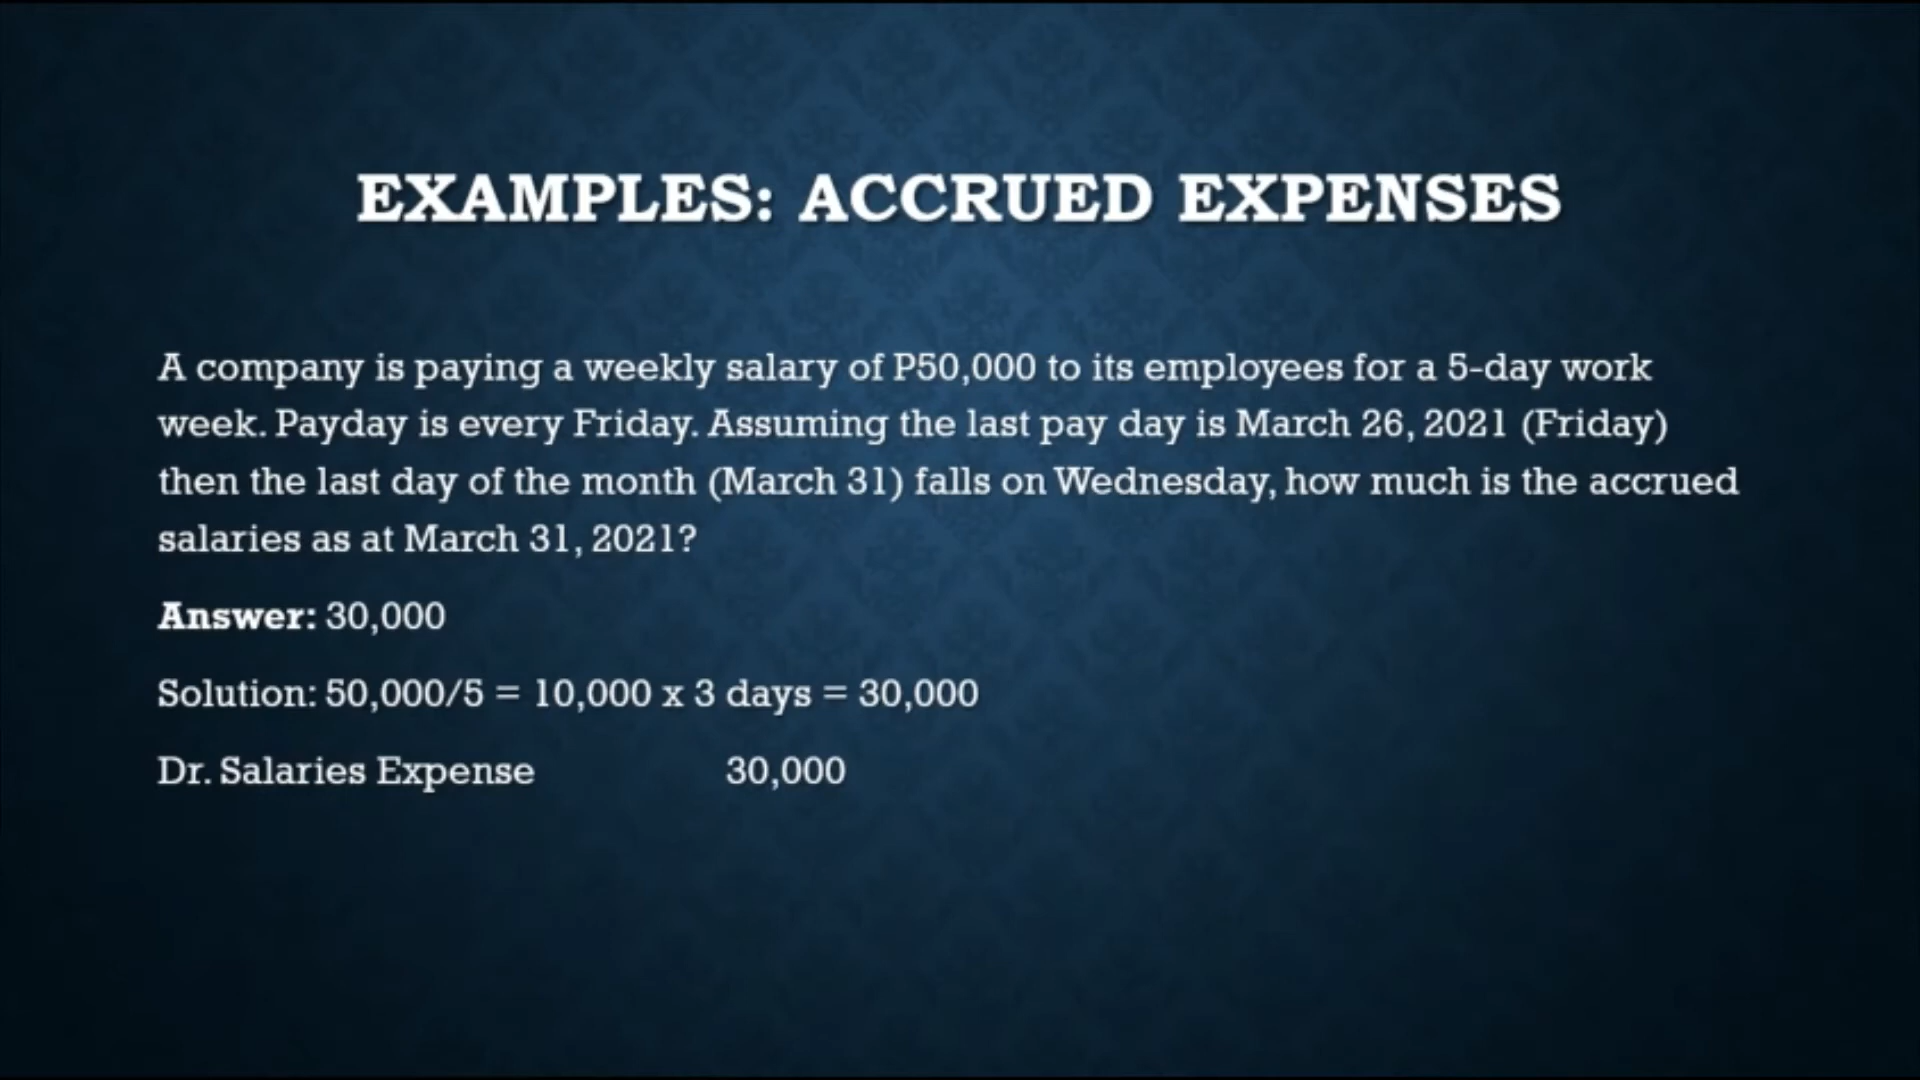 EXAMPLES: ACCRUED EXPENSES
A company is paying a weekly salary of P50,000 to its employees for a 5-day work
week. Payday is every Friday. Assuming the last pay day is March 26, 2021 (Friday)
then the last day of the month (March 31) falls on Wednesday, how much is the accrued
salaries as at March 31, 2021?
Answer: 30,000
Solution: 50,000/5 = 10,000 x 3 days = 30,000
Dr. Salaries Expense 30,000